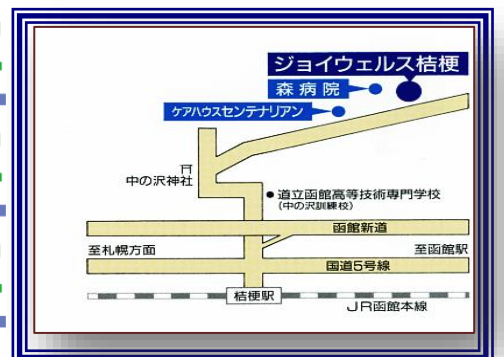 ジョイウェルス桔梗
森 病 院
ケアハウスセンテナリアン
中の沢神社
道立函館高等技術専門学校
(中の沢訓練校)
函館新道
至札幌方面
至函館駅
国道5号線
桔梗駅
JR函館本線